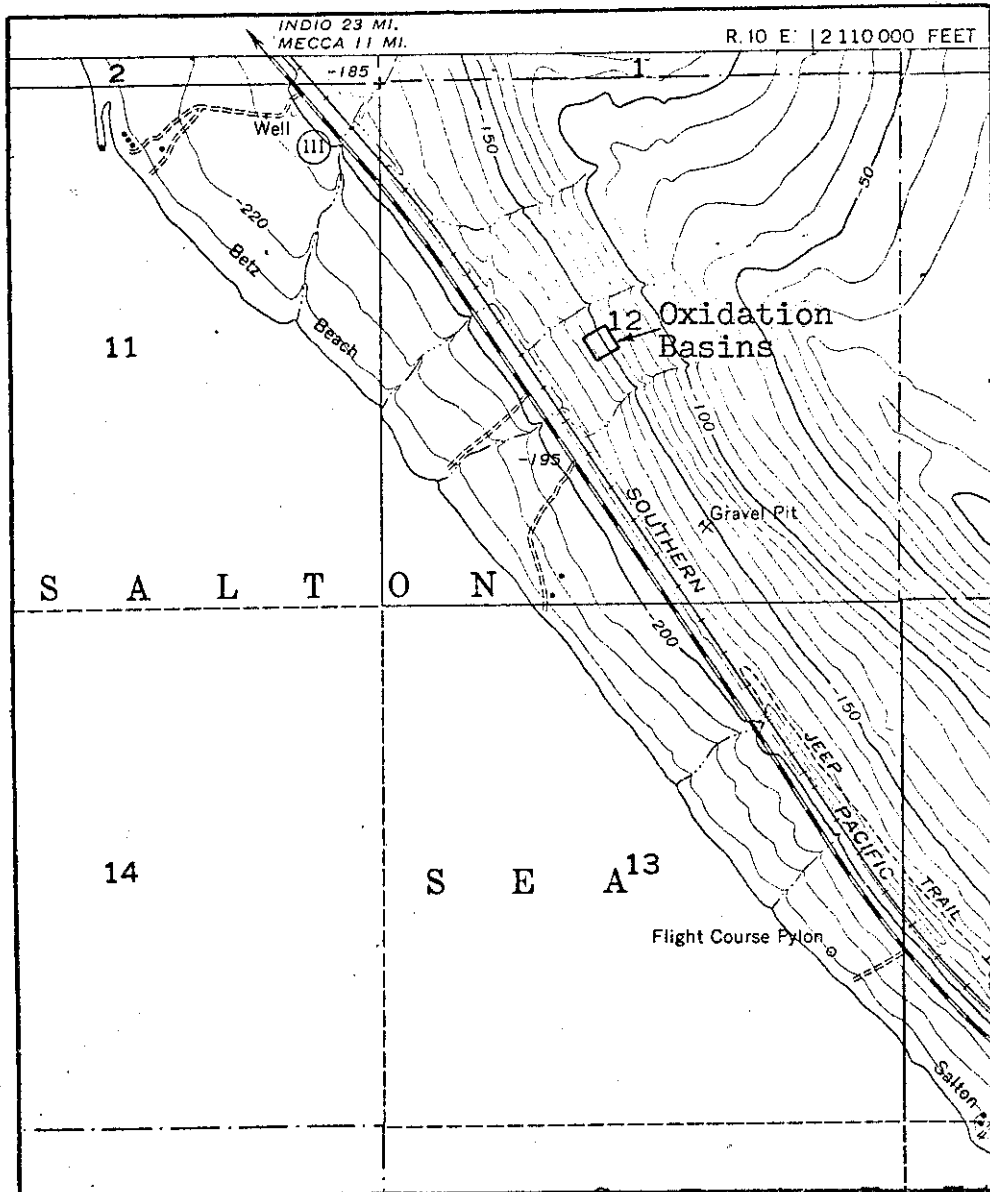 INDIO 23 MI.
MECCA 11 MI.
R. 10 E. 2 110 000 FEET
2
-185
1
Well
111
-150
-50
-220
Betz
Beach
11
12 Oxidation
Basins
-100
-195
SOUTHERN
Gravel Pit
S A L T O N
-200
-150
JEEP
PACIFIC
TRAIL
14
S E A
13
Flight Course Pylon
Salton